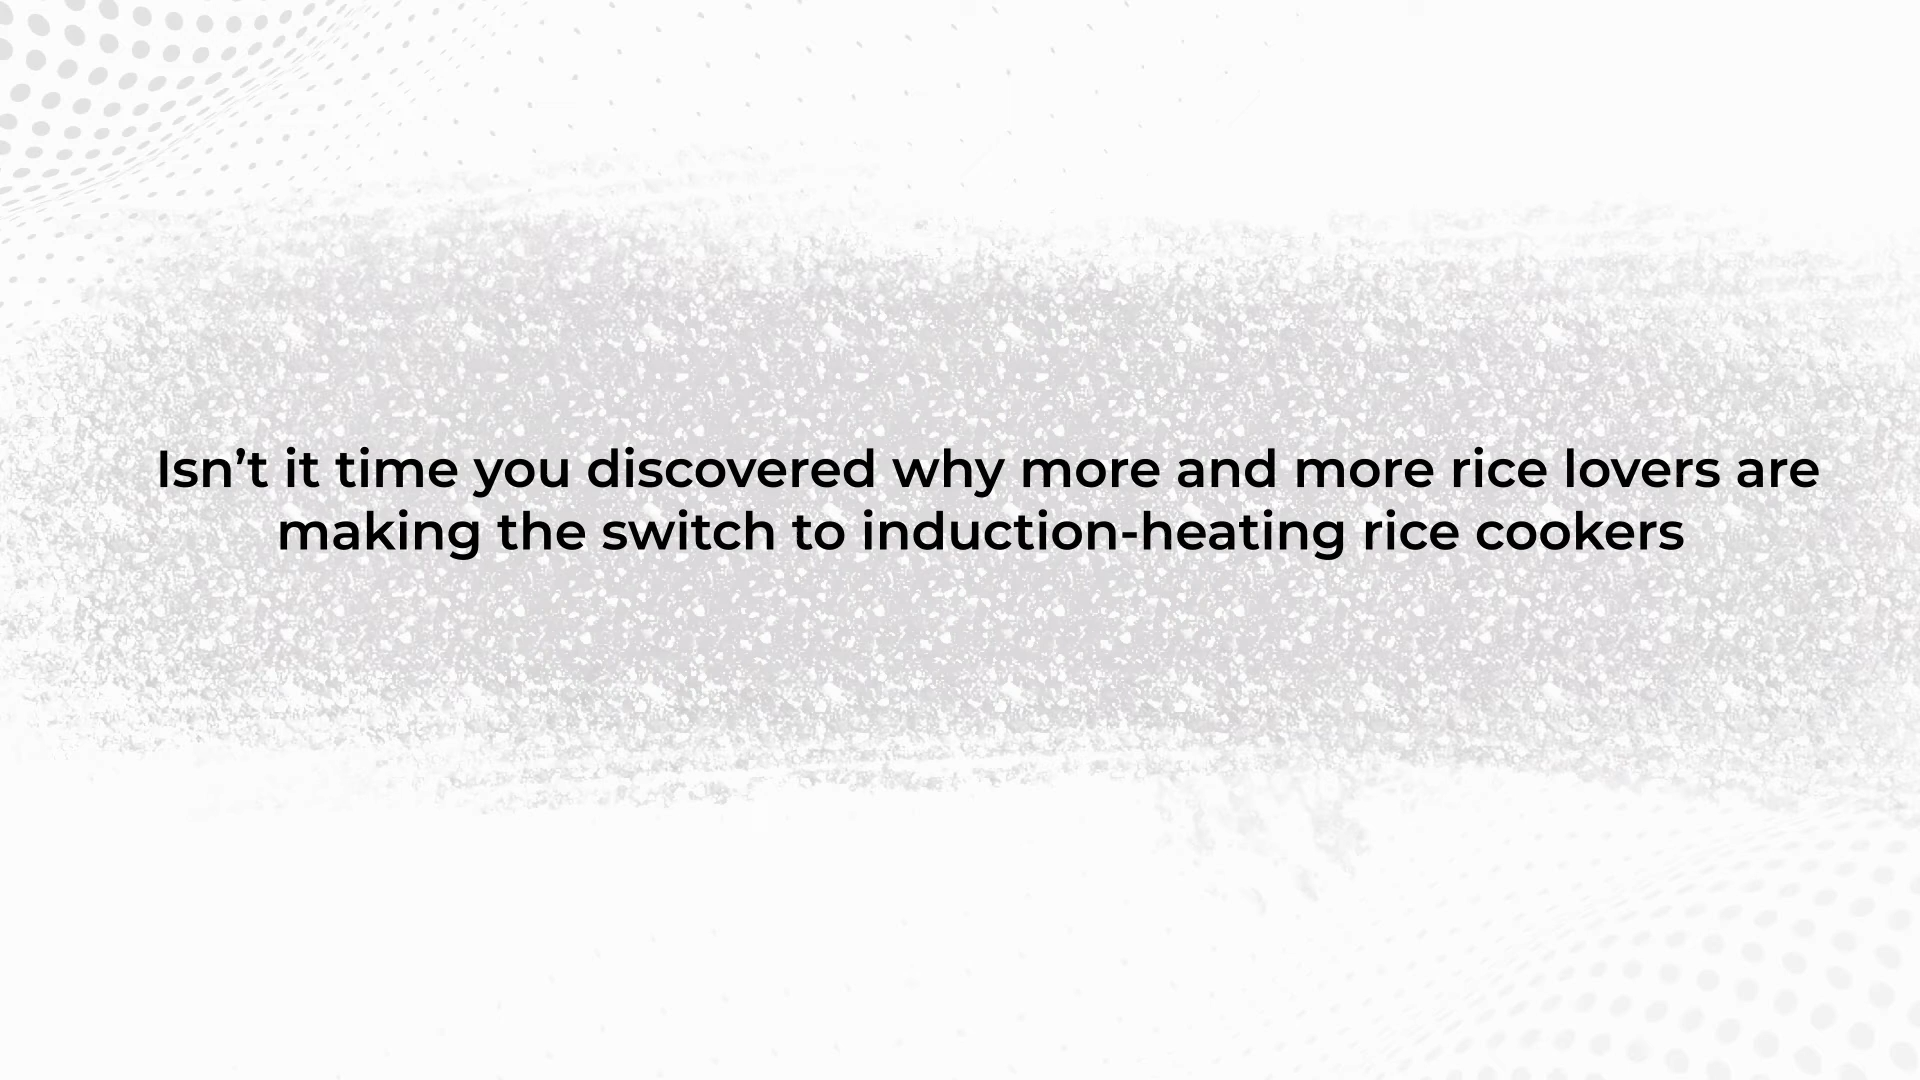 Isn’t it time you discovered why more and more rice lovers are
making the switch to induction-heating rice cookers